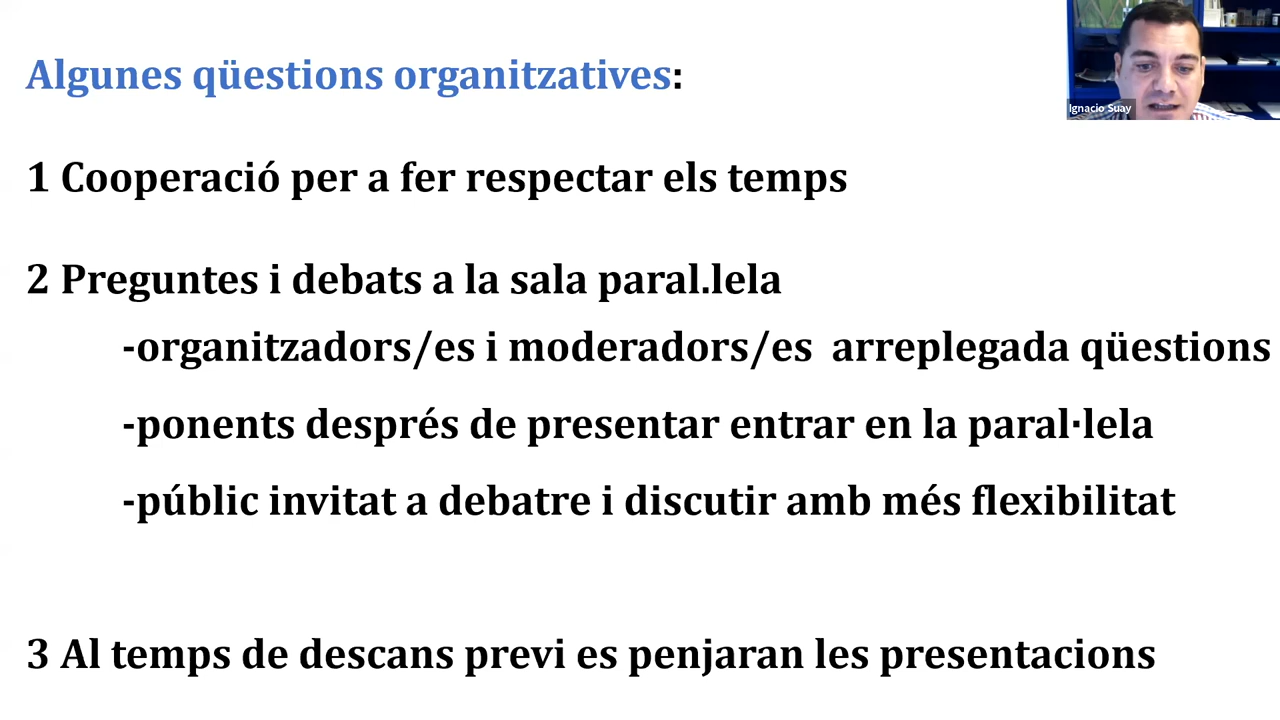 Algunes qüestions organitzatives:
Ignacio Suay
1 Cooperació per a fer respectar els temps
2 Preguntes i debats a la sala paral.lela
-organitzadors/es i moderadors/es arreplegada qüestions
-ponents després de presentar entrar en la paral·lela
-públic invitat a debatre i discutir amb més flexibilitat
3 Al temps de descans previ es penjaran les presentacions